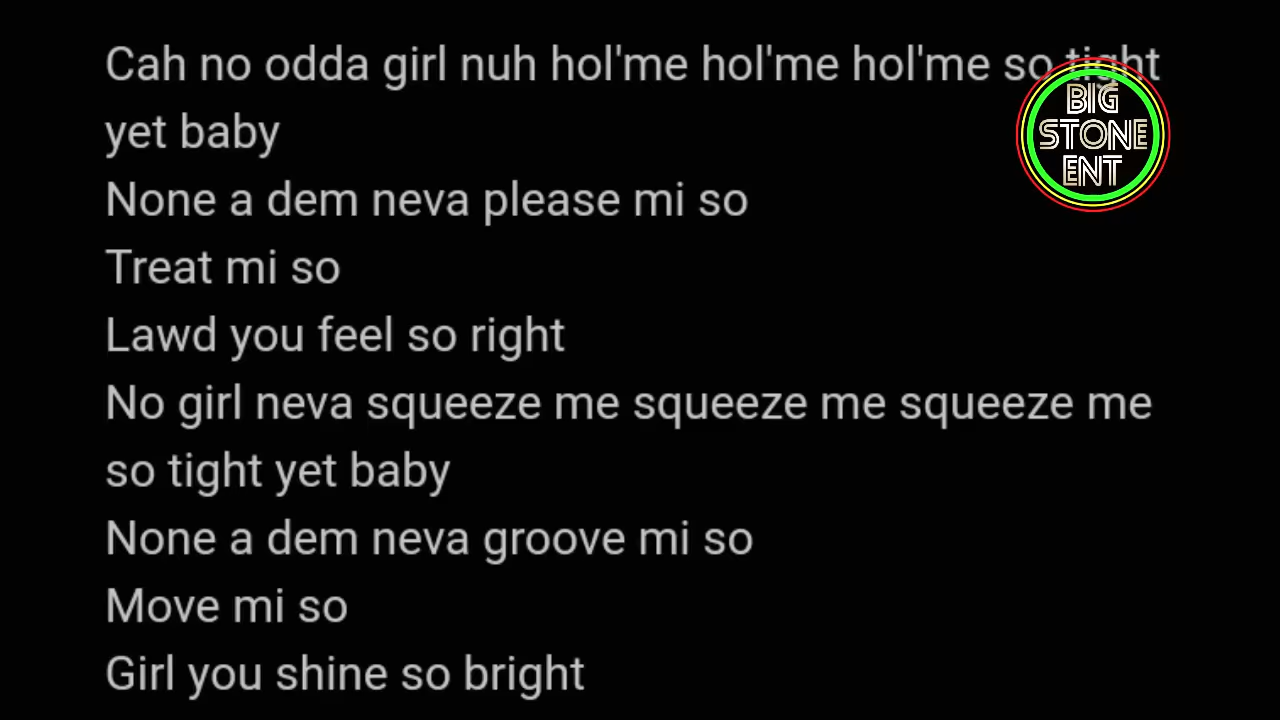 Cah no odda girl nuh hol'me hol'me hol'me so tight
yet baby
None a dem neva please mi so
Treat mi so
Lawd you feel so right
No girl neva squeeze me squeeze me squeeze me
so tight yet baby
None a dem neva groove mi so
Move mi so
Girl you shine so bright
BIG
STONE
ENT